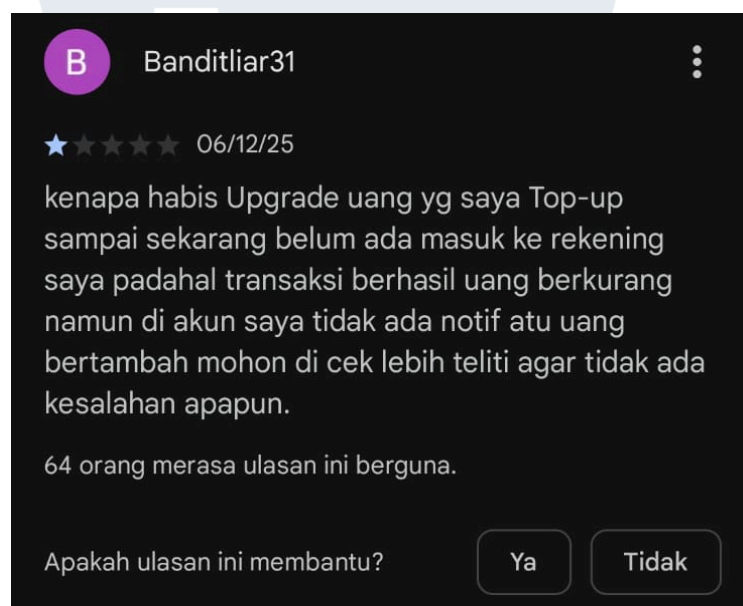 B
Banditliar31
06/12/25
kenapa habis Upgrade uang yg saya Top-up
sampai sekarang belum ada masuk ke rekening
saya padahal transaksi berhasil uang berkurang
namun di akun saya tidak ada notif atu uang
bertambah mohon di cek lebih teliti agar tidak ada
kesalahan apapun.
64 orang merasa ulasan ini berguna.
Apakah ulasan ini membantu?
Ya
Tidak